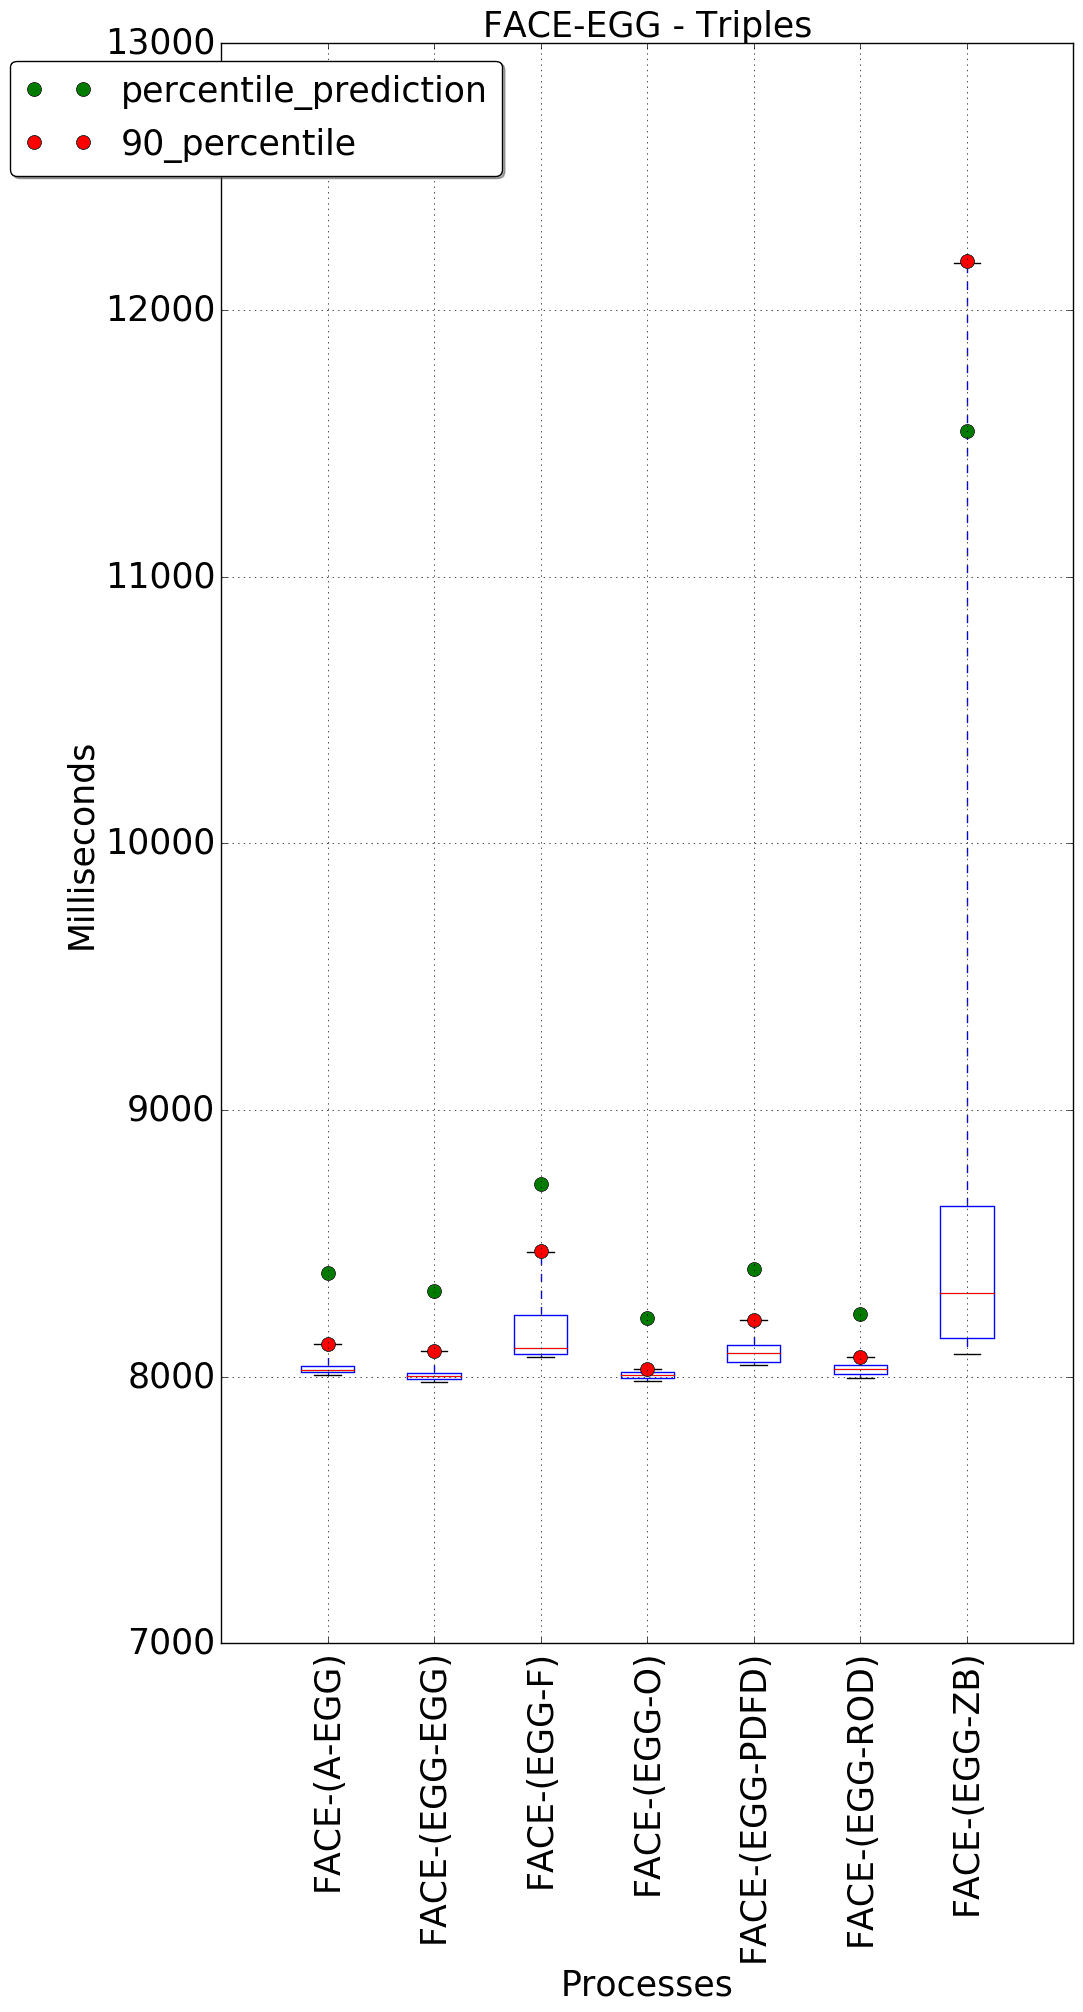 FACE-EGG - Triples
percentile_prediction
90_percentile
13000
12000
11000
10000
9000
8000
7000
Milliseconds
FACE-(A-EGG)
FACE-(EGG-EGG)
FACE-(EGG-F)
FACE-(EGG-O)
FACE-(EGG-PDFD)
FACE-(EGG-ROD)
FACE-(EGG-ZB)
Processes